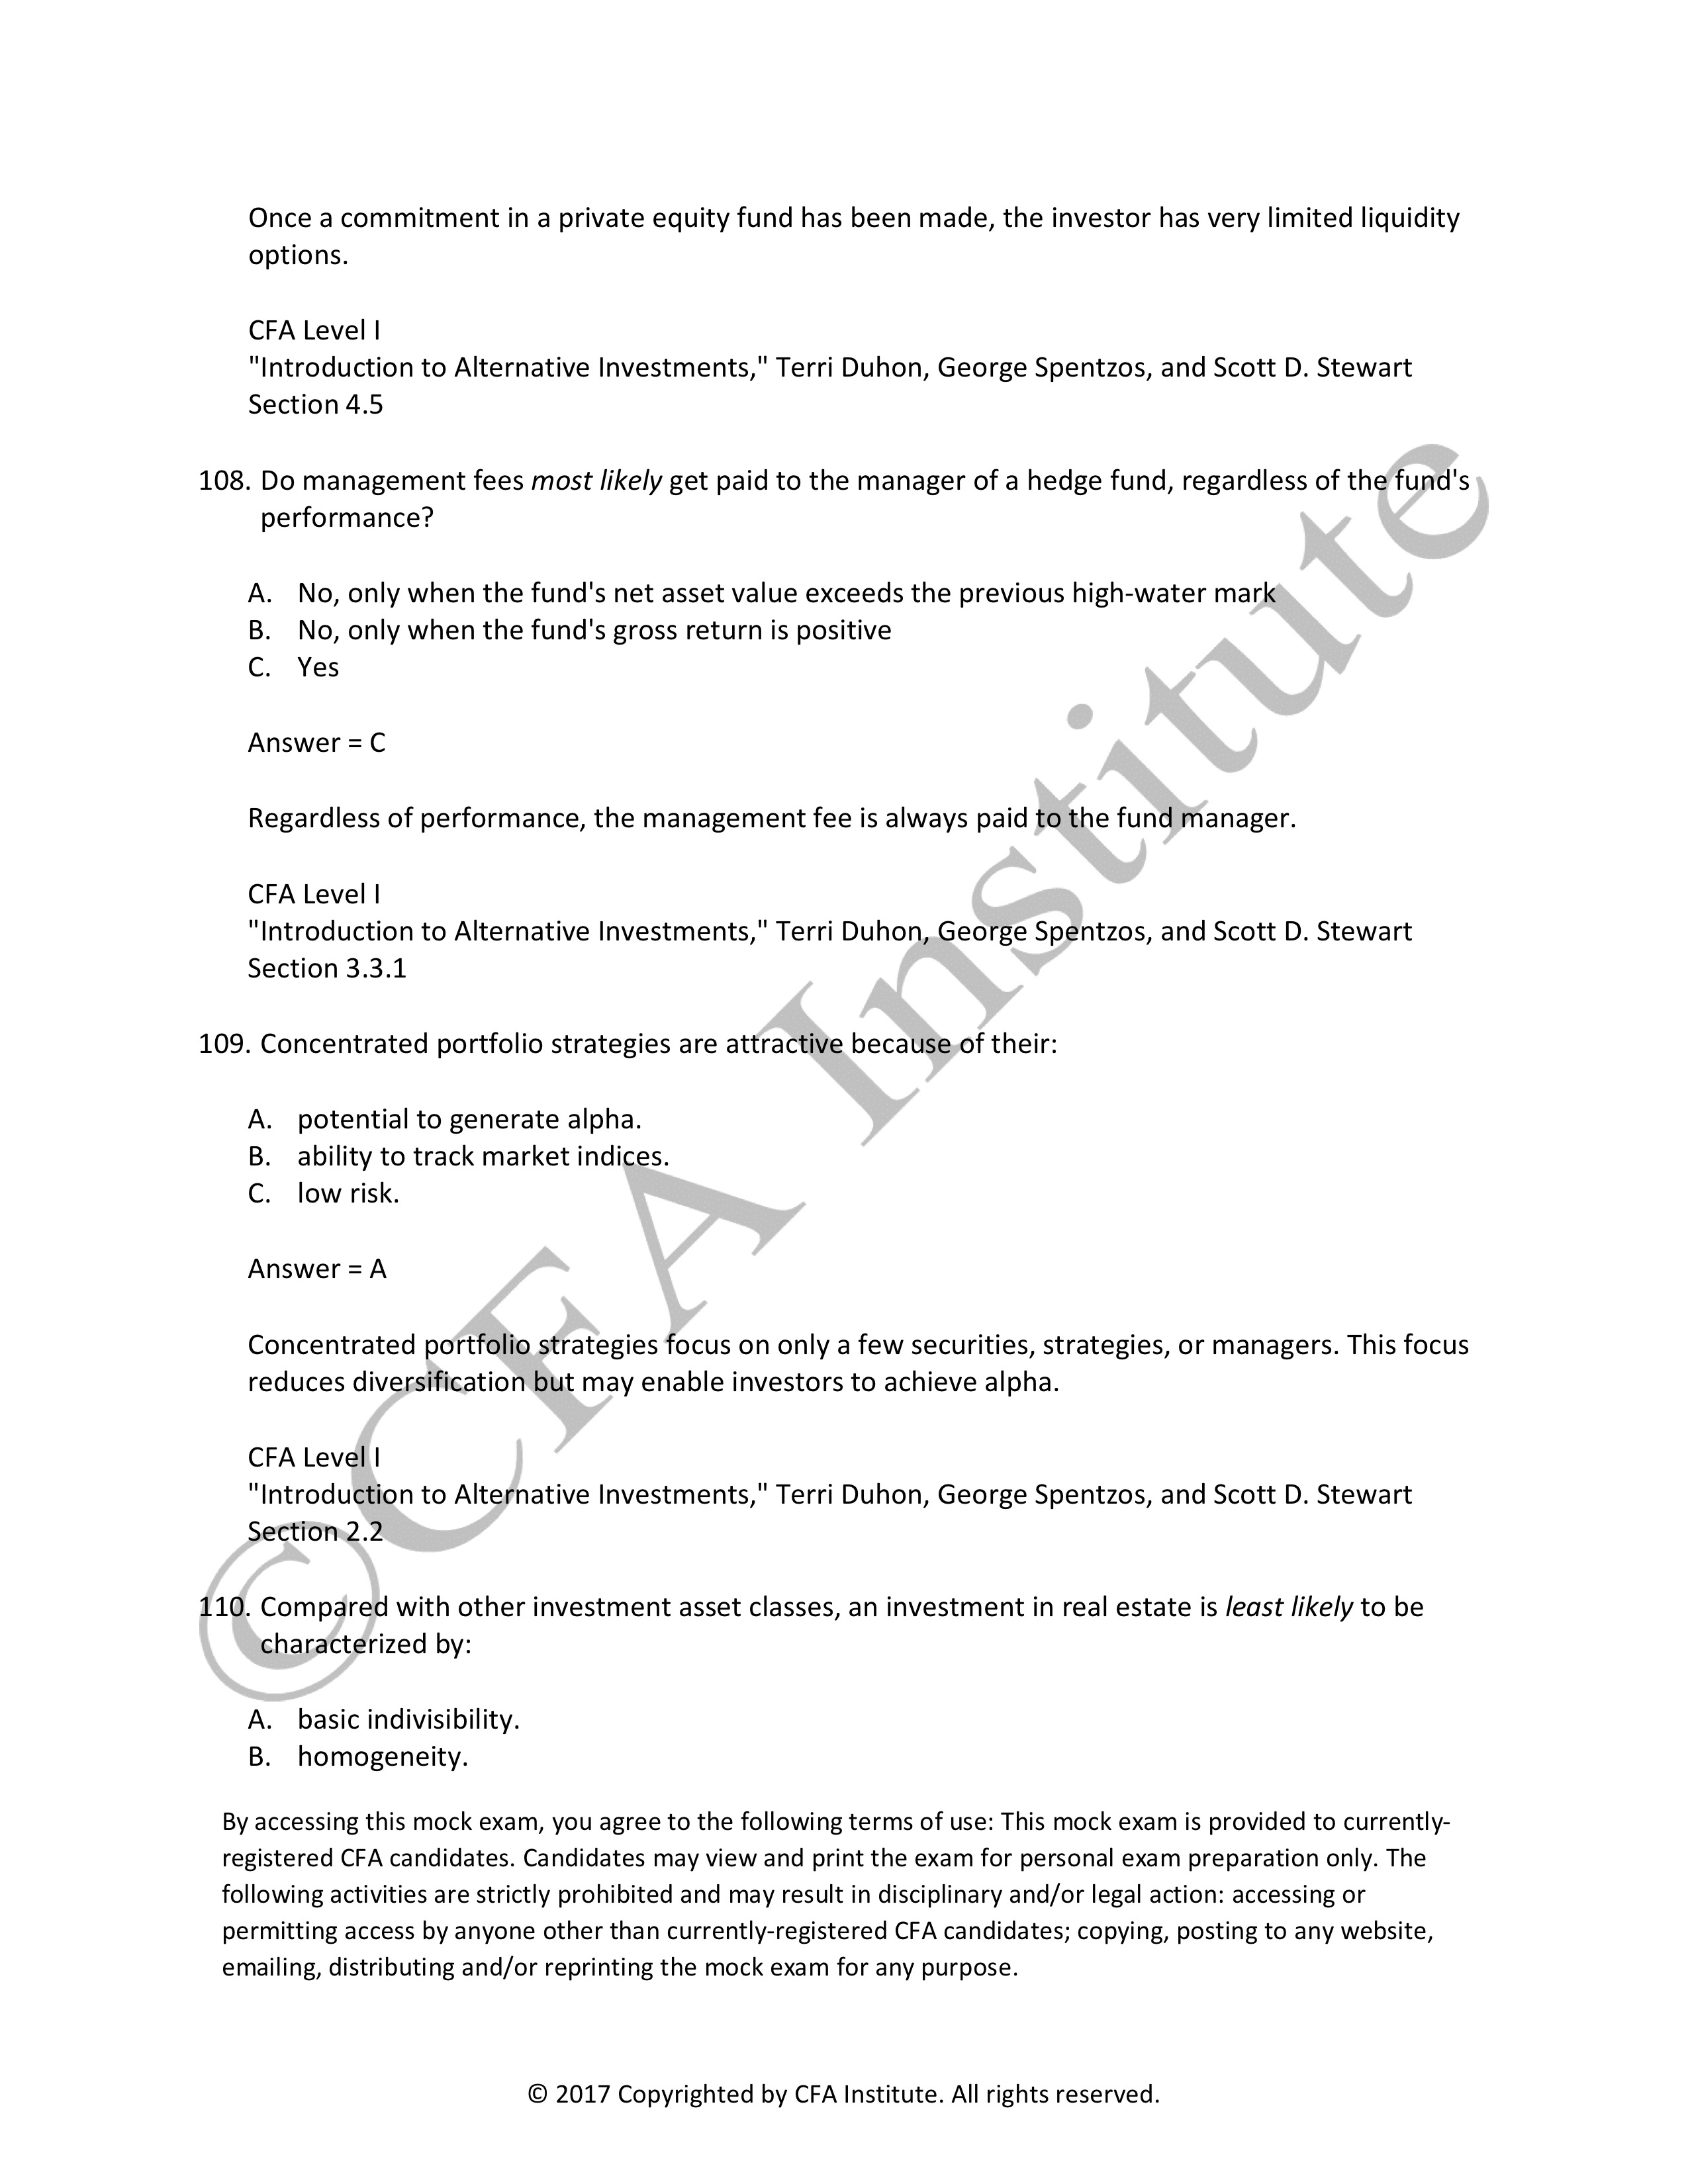 Once a commitment in a private equity fund has been made, the investor has very limited liquidity
options.
CFA Level I
"Introduction to Alternative Investments," Terri Duhon, George Spentzos, and Scott D. Stewart
Section 4.5
108. Do management fees most likely get paid to the manager of a hedge fund, regardless of the fund's
performance?
A. No, only when the fund's net asset value exceeds the previous high-water mark
B. No, only when the fund's gross return is positive
C. Yes
Answer = C
Regardless of performance, the management fee is always paid to the fund manager.
CFA Level I
"Introduction to Alternative Investments," Terri Duhon, George Spentzos, and Scott D. Stewart
Section 3.3.1
109. Concentrated portfolio strategies are attractive because of their:
A. potential to generate alpha.
B. ability to track market indices.
C. low risk.
Answer = A
Concentrated portfolio strategies focus on only a few securities, strategies, or managers. This focus
reduces diversification but may enable investors to achieve alpha.
CFA Level I
"Introduction to Alternative Investments," Terri Duhon, George Spentzos, and Scott D. Stewart
Section 2.2
110. Compared with other investment asset classes, an investment in real estate is least likely to be
characterized by:
A. basic indivisibility.
B. homogeneity.
By accessing this mock exam, you agree to the following terms of use: This mock exam is provided to currently-
registered CFA candidates. Candidates may view and print the exam for personal exam preparation only. The
following activities are strictly prohibited and may result in disciplinary and/or legal action: accessing or
permitting access by anyone other than currently-registered CFA candidates; copying, posting to any website,
emailing, distributing and/or reprinting the mock exam for any purpose.
© 2017 Copyrighted by CFA Institute. All rights reserved.
©CFA Institute